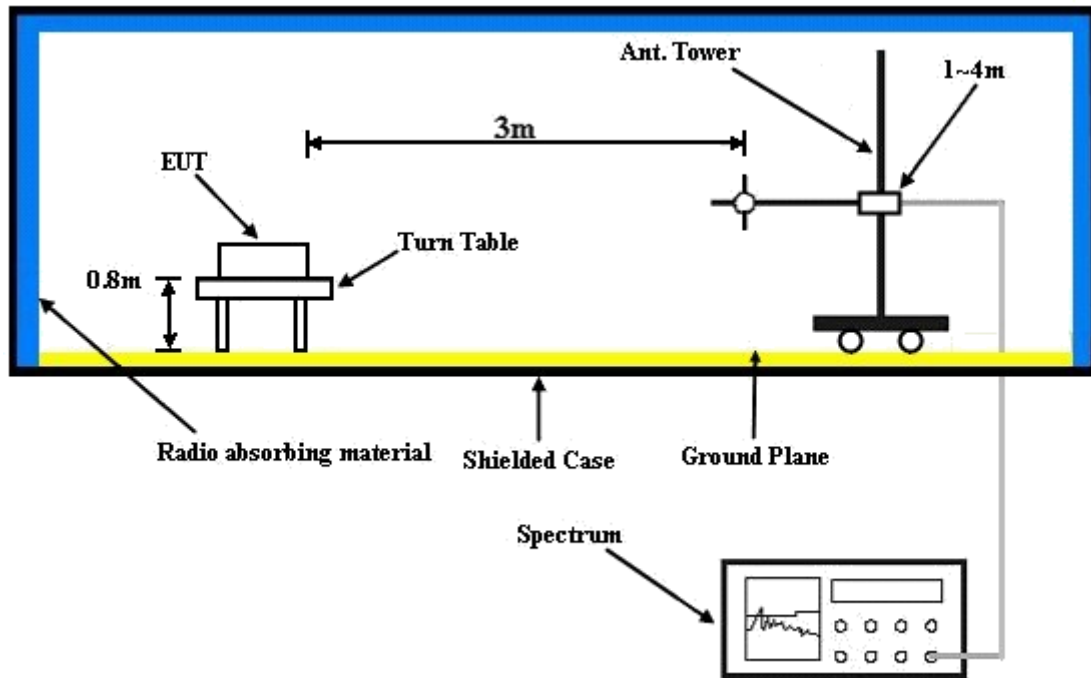 Ant. Tower
1~4m
3m
EUT
Turn Table
0.8m
Radio absorbing material
Shielded Case
Ground Plane
Spectrum